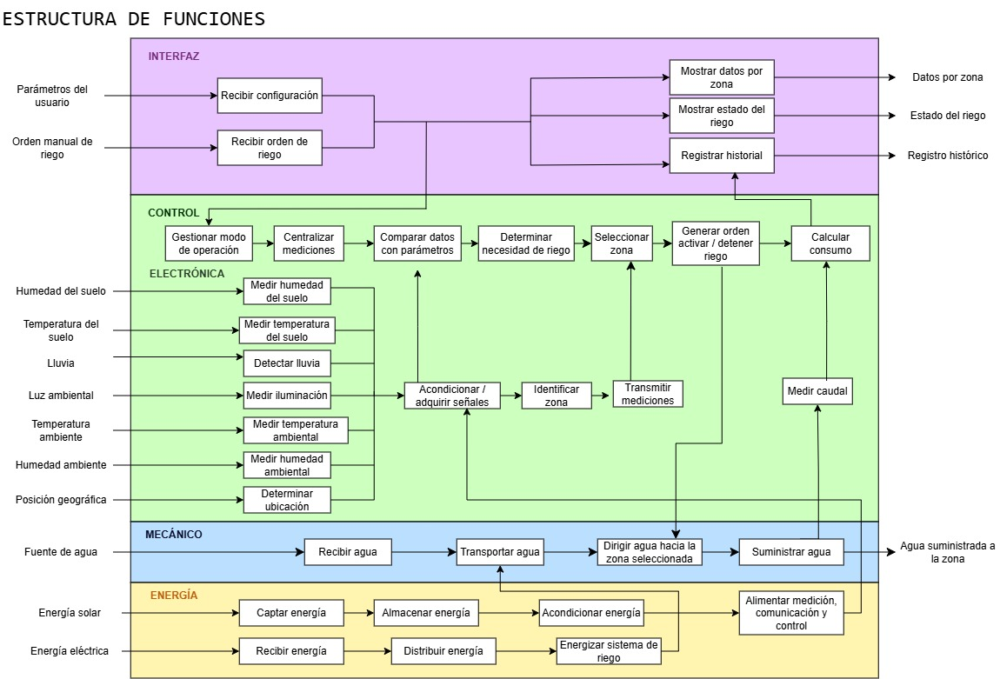 ESTRUCTURA DE FUNCIONES
INTERFAZ
Parámetros del
usuario
Recibir configuración
Mostrar datos por
zona
Datos por zona
Mostrar estado del
riego
Estado del riego
Orden manual de
riego
Recibir orden de
riego
Registrar historial
Registro histórico
CONTROL
Gestionar modo
de operación
Centralizar
mediciones
Comparar datos
con parámetros
Determinar
necesidad de riego
Seleccionar
zona
Generar orden
activar / detener
riego
Calcular
consumo
ELECTRÓNICA
Humedad del suelo
Medir humedad
del suelo
Temperatura del
suelo
Medir temperatura
del suelo
Lluvia
Detectar lluvia
Luz ambiental
Medir iluminación
Acondicionar /
adquirir señales
Identificar
zona
Transmitir
mediciones
Medir caudal
Temperatura
ambiente
Medir temperatura
ambiental
Humedad ambiente
Medir humedad
ambiental
Posición geográfica
Determinar
ubicación
MECÁNICO
Fuente de agua
Recibir agua
Transportar agua
Dirigir agua hacia la
zona seleccionada
Suministrar agua
Agua suministrada a
la zona
ENERGÍA
Energía solar
Captar energía
Almacenar energía
Acondicionar energía
Alimentar medición,
comunicación y
control
Energía eléctrica
Recibir energía
Distribuir energía
Energizar sistema de
riego